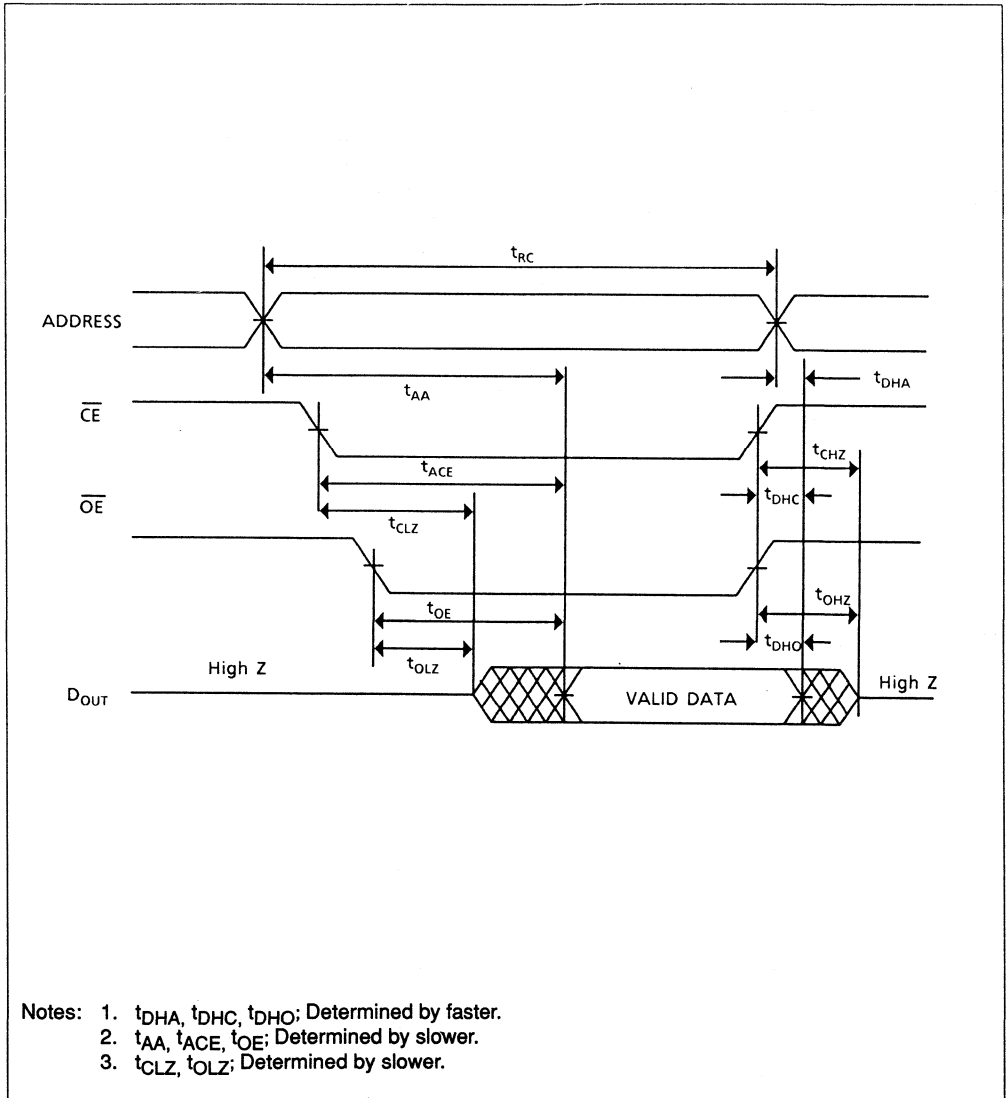 tRC
ADDRESS
tAA
tDHA
CE
tCHZ
tACE
tDHC
OE
tCLZ
tOE
tOHZ
tOLZ
tDHO
High Z
High Z
DOUT
VALID DATA
Notes: 1. tDHA, tDHC, tDHO; Determined by faster.
2. tAA, tACE, tOE; Determined by slower.
3. tCLZ, tOLZ; Determined by slower.